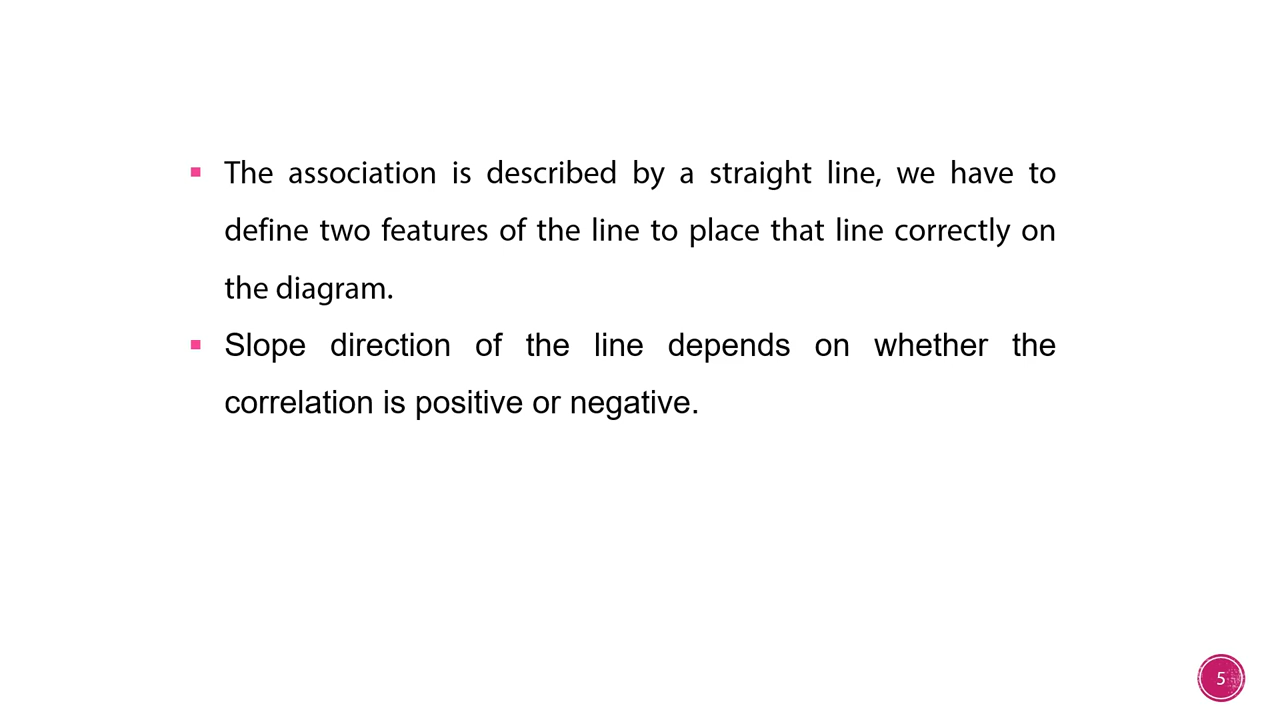 The association is described by a straight line, we have to
define two features of the line to place that line correctly on
the diagram.
Slope direction of the line depends on whether the
correlation is positive or negative.
5